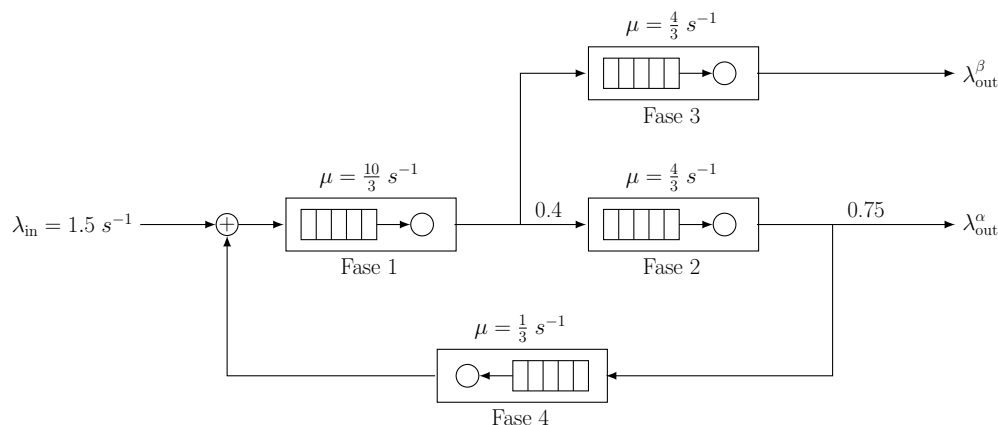 μ = 4/3 s⁻¹
λ_out^β
Fase 3
μ = 10/3 s⁻¹
μ = 4/3 s⁻¹
λ_in = 1.5 s⁻¹
+
0.4
0.75
λ_out^α
Fase 1
Fase 2
μ = 1/3 s⁻¹
Fase 4